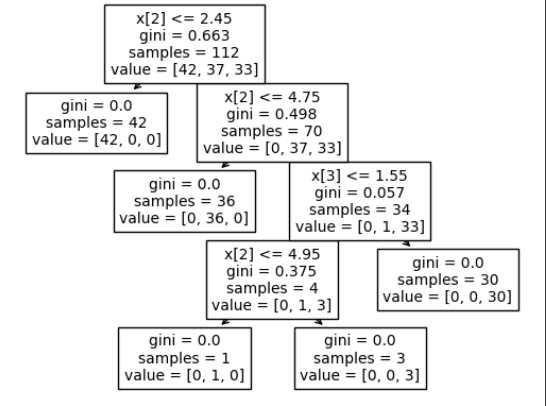 x[2] <= 2.45
gini = 0.663
samples = 112
value = [42, 37, 33]
gini = 0.0
samples = 42
value = [42, 0, 0]
x[2] <= 4.75
gini = 0.498
samples = 70
value = [0, 37, 33]
gini = 0.0
samples = 36
value = [0, 36, 0]
x[3] <= 1.55
gini = 0.057
samples = 34
value = [0, 1, 33]
x[2] <= 4.95
gini = 0.375
samples = 4
value = [0, 1, 3]
gini = 0.0
samples = 30
value = [0, 0, 30]
gini = 0.0
samples = 1
value = [0, 1, 0]
gini = 0.0
samples = 3
value = [0, 0, 3]